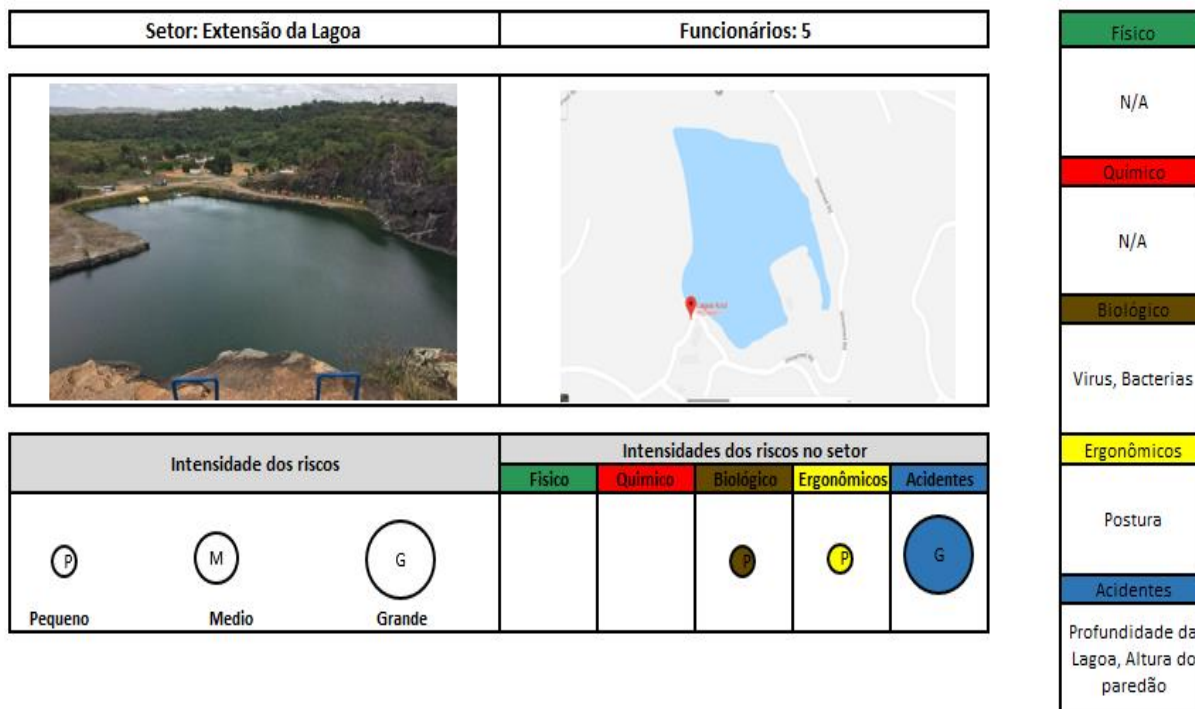 Setor: Extensão da Lagoa
Funcionários: 5
Intensidade dos riscos
Intensidades dos riscos no setor
Fisico
Químico
Biológico
Ergonômicos
Acidentes
P
M
G
P
P
G
Pequeno
Medio
Grande
Físico
N/A
Químico
N/A
Biológico
Virus, Bacterias
Ergonômicos
Postura
Acidentes
Profundidade da
Lagoa, Altura do
paredão